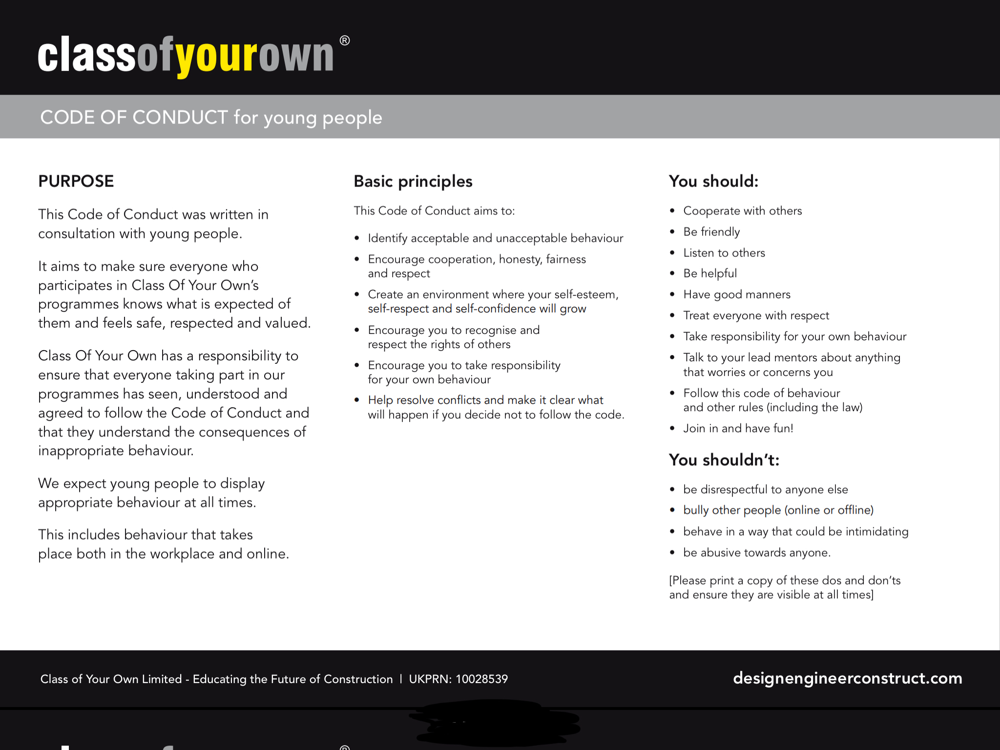 classofyourown®
CODE OF CONDUCT for young people
PURPOSE
This Code of Conduct was written in
consultation with young people.
It aims to make sure everyone who
participates in Class Of Your Own’s
programmes knows what is expected of
them and feels safe, respected and valued.
Class Of Your Own has a responsibility to
ensure that everyone taking part in our
programmes has seen, understood and
agreed to follow the Code of Conduct and
that they understand the consequences of
inappropriate behaviour.
We expect young people to display
appropriate behaviour at all times.
This includes behaviour that takes
place both in the workplace and online.
Basic principles
This Code of Conduct aims to:
• Identify acceptable and unacceptable behaviour
• Encourage cooperation, honesty, fairness
and respect
• Create an environment where your self-esteem,
self-respect and self-confidence will grow
• Encourage you to recognise and
respect the rights of others
• Encourage you to take responsibility
for your own behaviour
• Help resolve conflicts and make it clear what
will happen if you decide not to follow the code.
You should:
• Cooperate with others
• Be friendly
• Listen to others
• Be helpful
• Have good manners
• Treat everyone with respect
• Take responsibility for your own behaviour
• Talk to your lead mentors about anything
that worries or concerns you
• Follow this code of behaviour
and other rules (including the law)
• Join in and have fun!
You shouldn’t:
• be disrespectful to anyone else
• bully other people (online or offline)
• behave in a way that could be intimidating
• be abusive towards anyone.
[Please print a copy of these dos and don’ts
and ensure they are visible at all times]
Class of Your Own Limited - Educating the Future of Construction | UKPRN: 10028539
designengineerconstruct.com